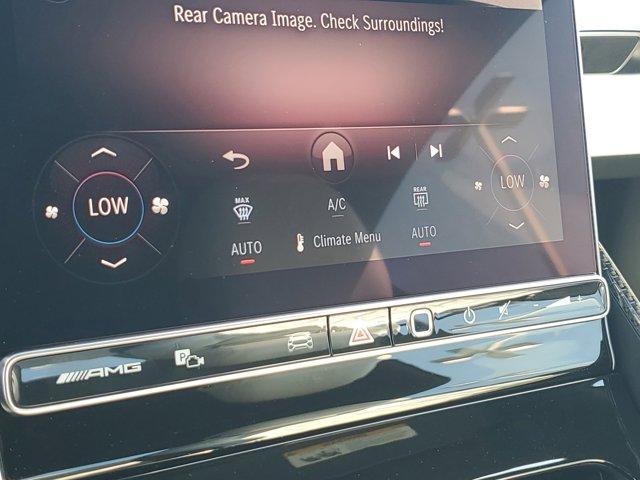 Rear Camera Image. Check Surroundings!
LOW
MAX
A/C
REAR
LOW
AUTO
Climate Menu
AUTO
AMG
P